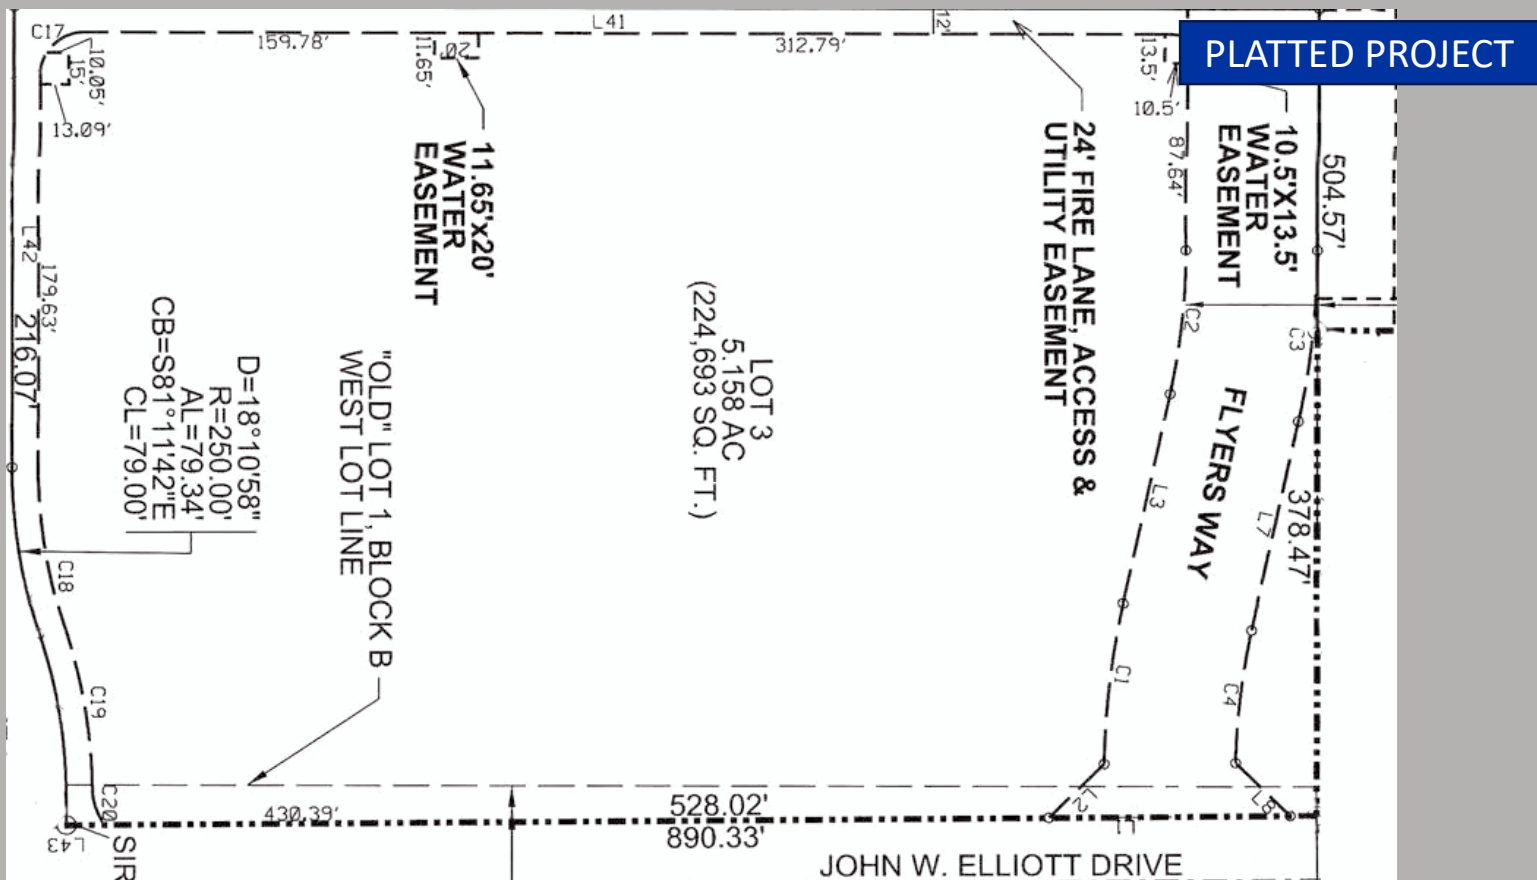 PLATTED PROJECT
C17
L41
12'
159.78'
20'
11.65'
312.79'
13.5'
10.5'
10.05'
15'
13.09'
11.65'x20'
WATER
EASEMENT
24' FIRE LANE, ACCESS &
UTILITY EASEMENT
87.64'
10.5'X13.5'
WATER
EASEMENT
504.57'
L42
179.63'
216.07'
D=18°10'58"
R=250.00'
AL=79.34'
CB=S81°11'42"E
CL=79.00'
"OLD" LOT 1, BLOCK B
WEST LOT LINE
LOT 3
5.158 AC
(224,693 SQ. FT.)
C2
C3
FLYERS WAY
L3
L7
378.47'
C18
C19
C1
C4
C20
L2
L8
L1
430.39'
528.02'
890.33'
L43
SIR
JOHN W. ELLIOTT DRIVE